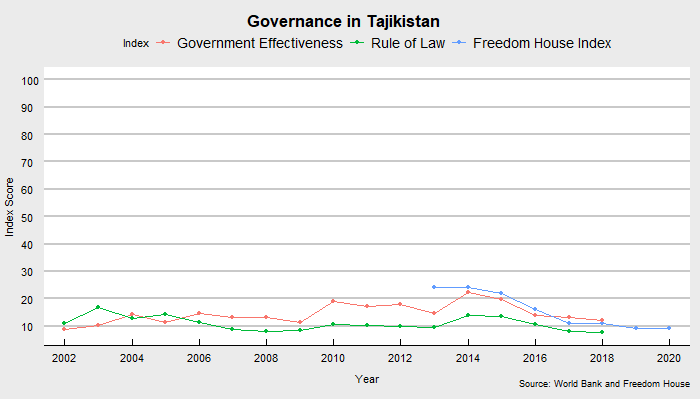 Governance in Tajikistan
Index Government Effectiveness Rule of Law Freedom House Index
Index Score
100
90
80
70
60
50
40
30
20
10
2002 2004 2006 2008 2010 2012 2014 2016 2018 2020
Year
Source: World Bank and Freedom House